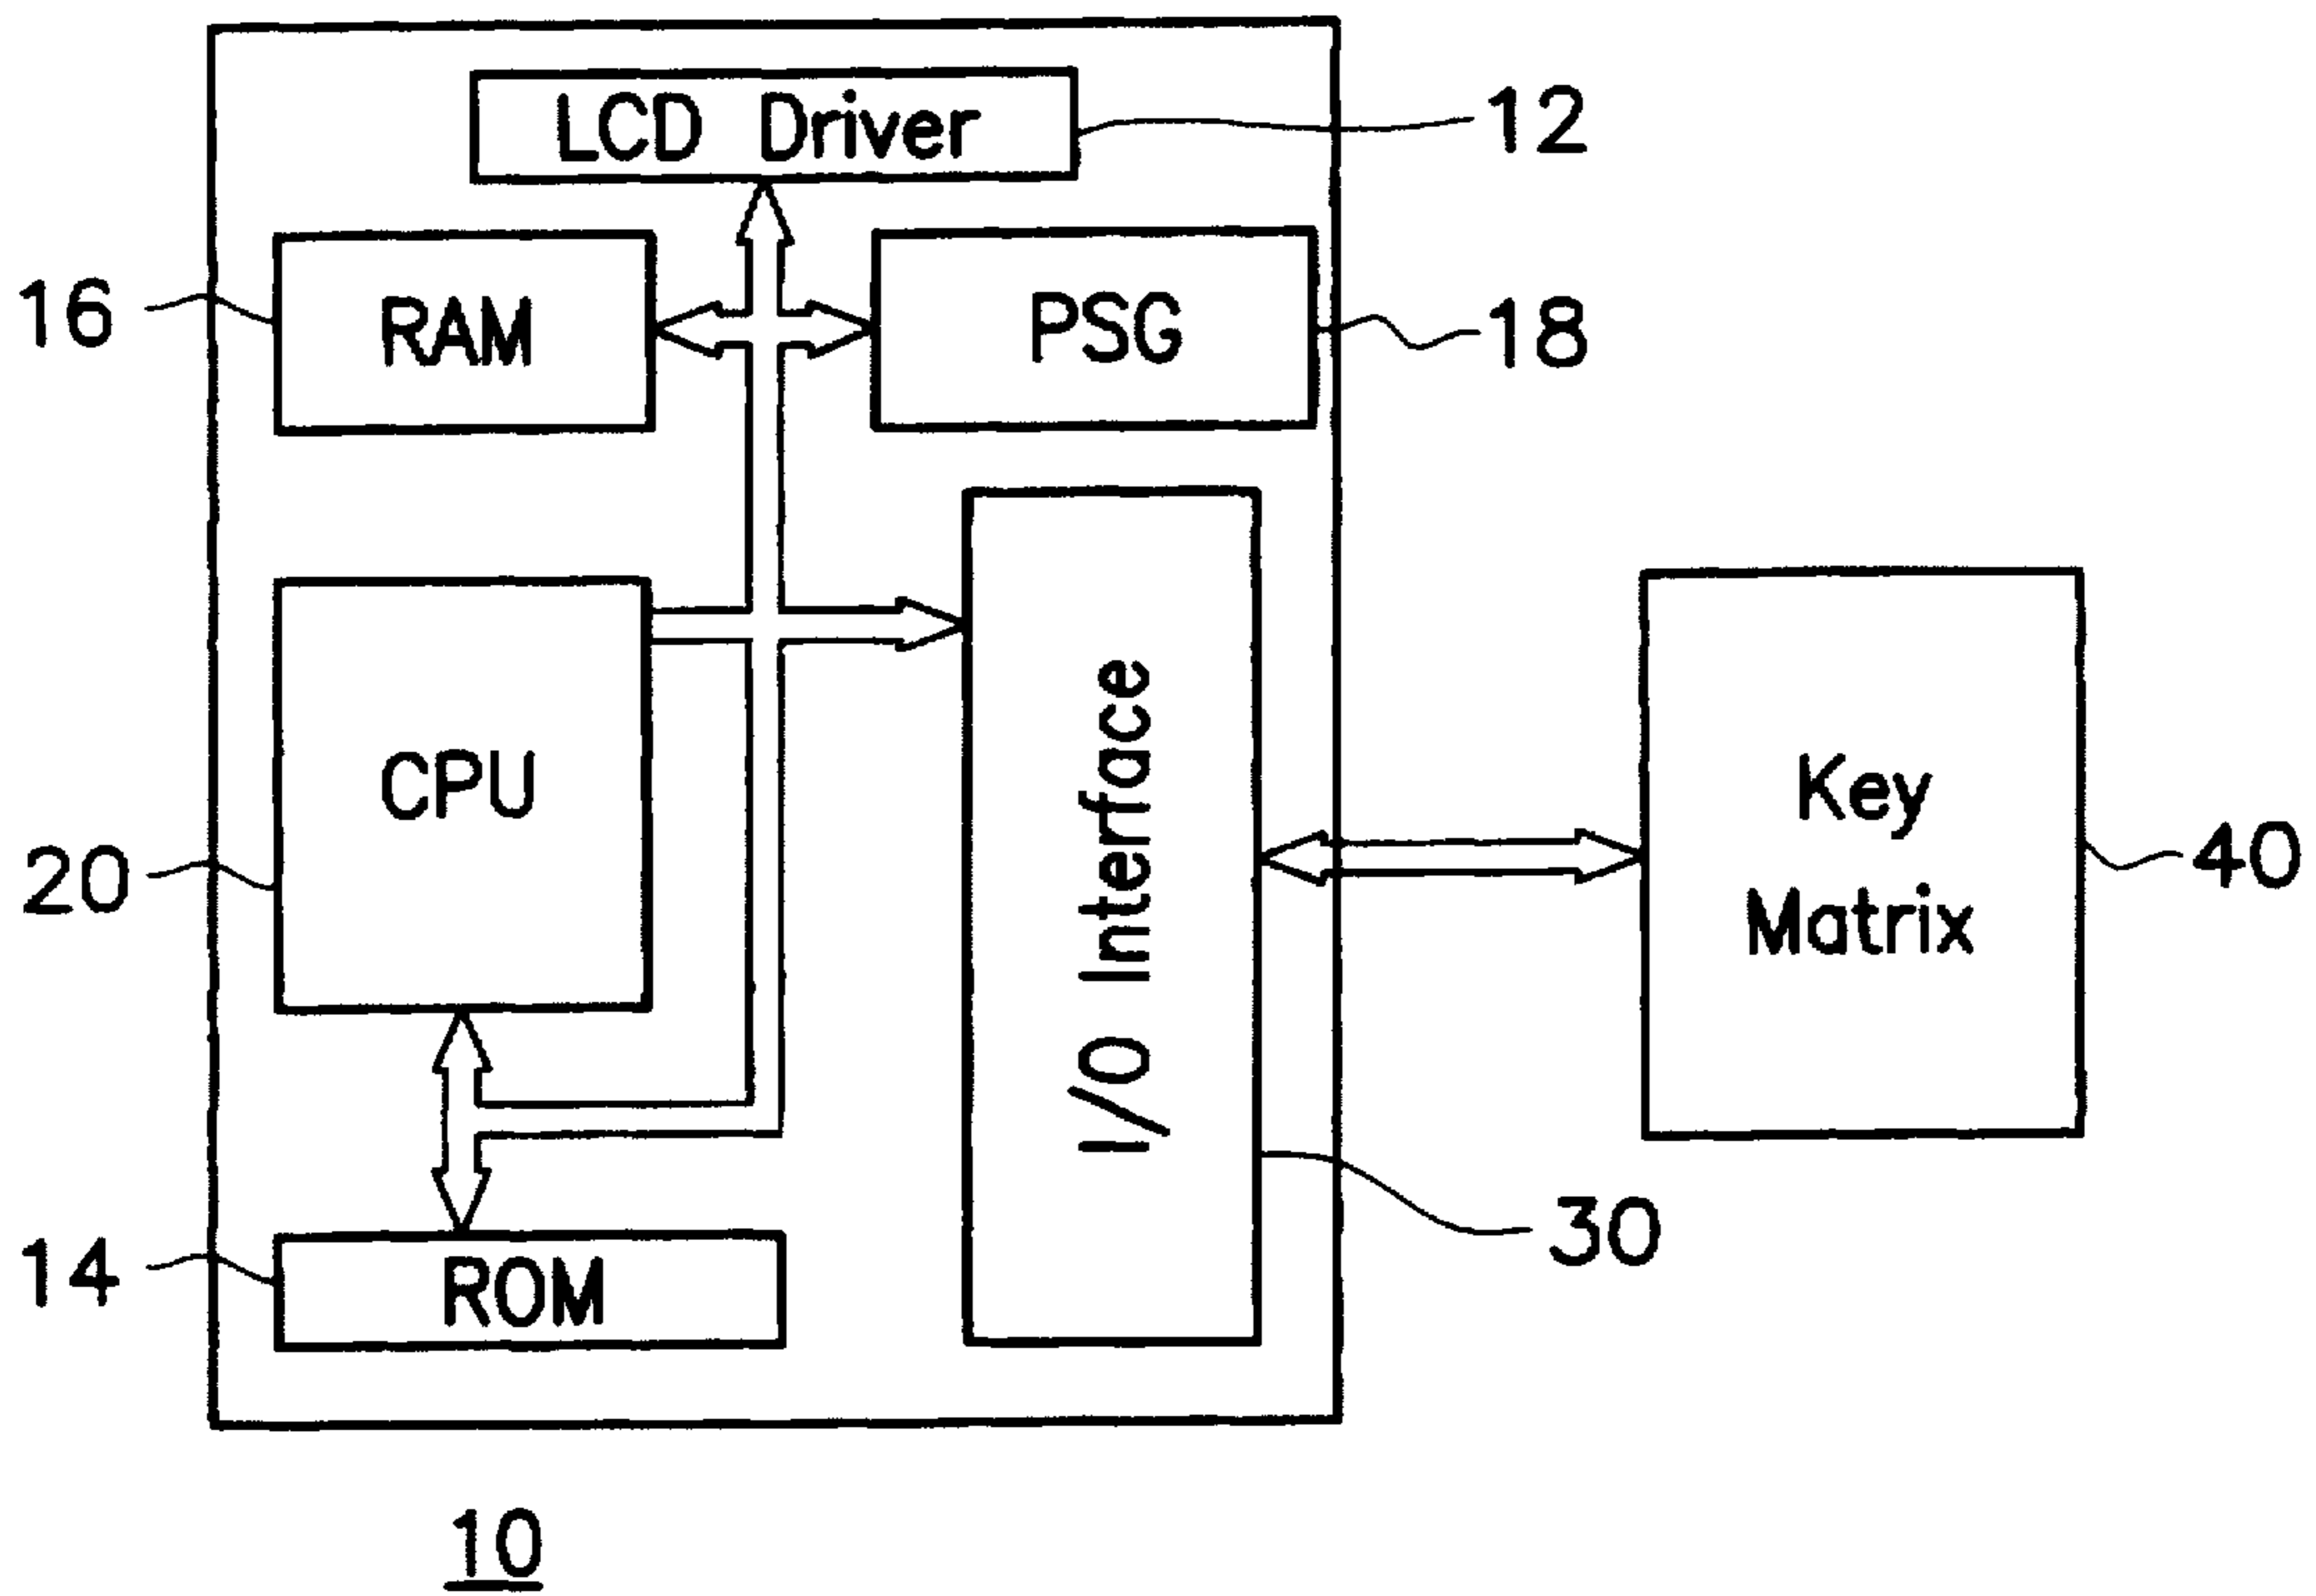 LCD Driver
12
16
RAM
PSG
18
CPU
20
I/O Interface
Key
Matrix
40
30
14
ROM
10